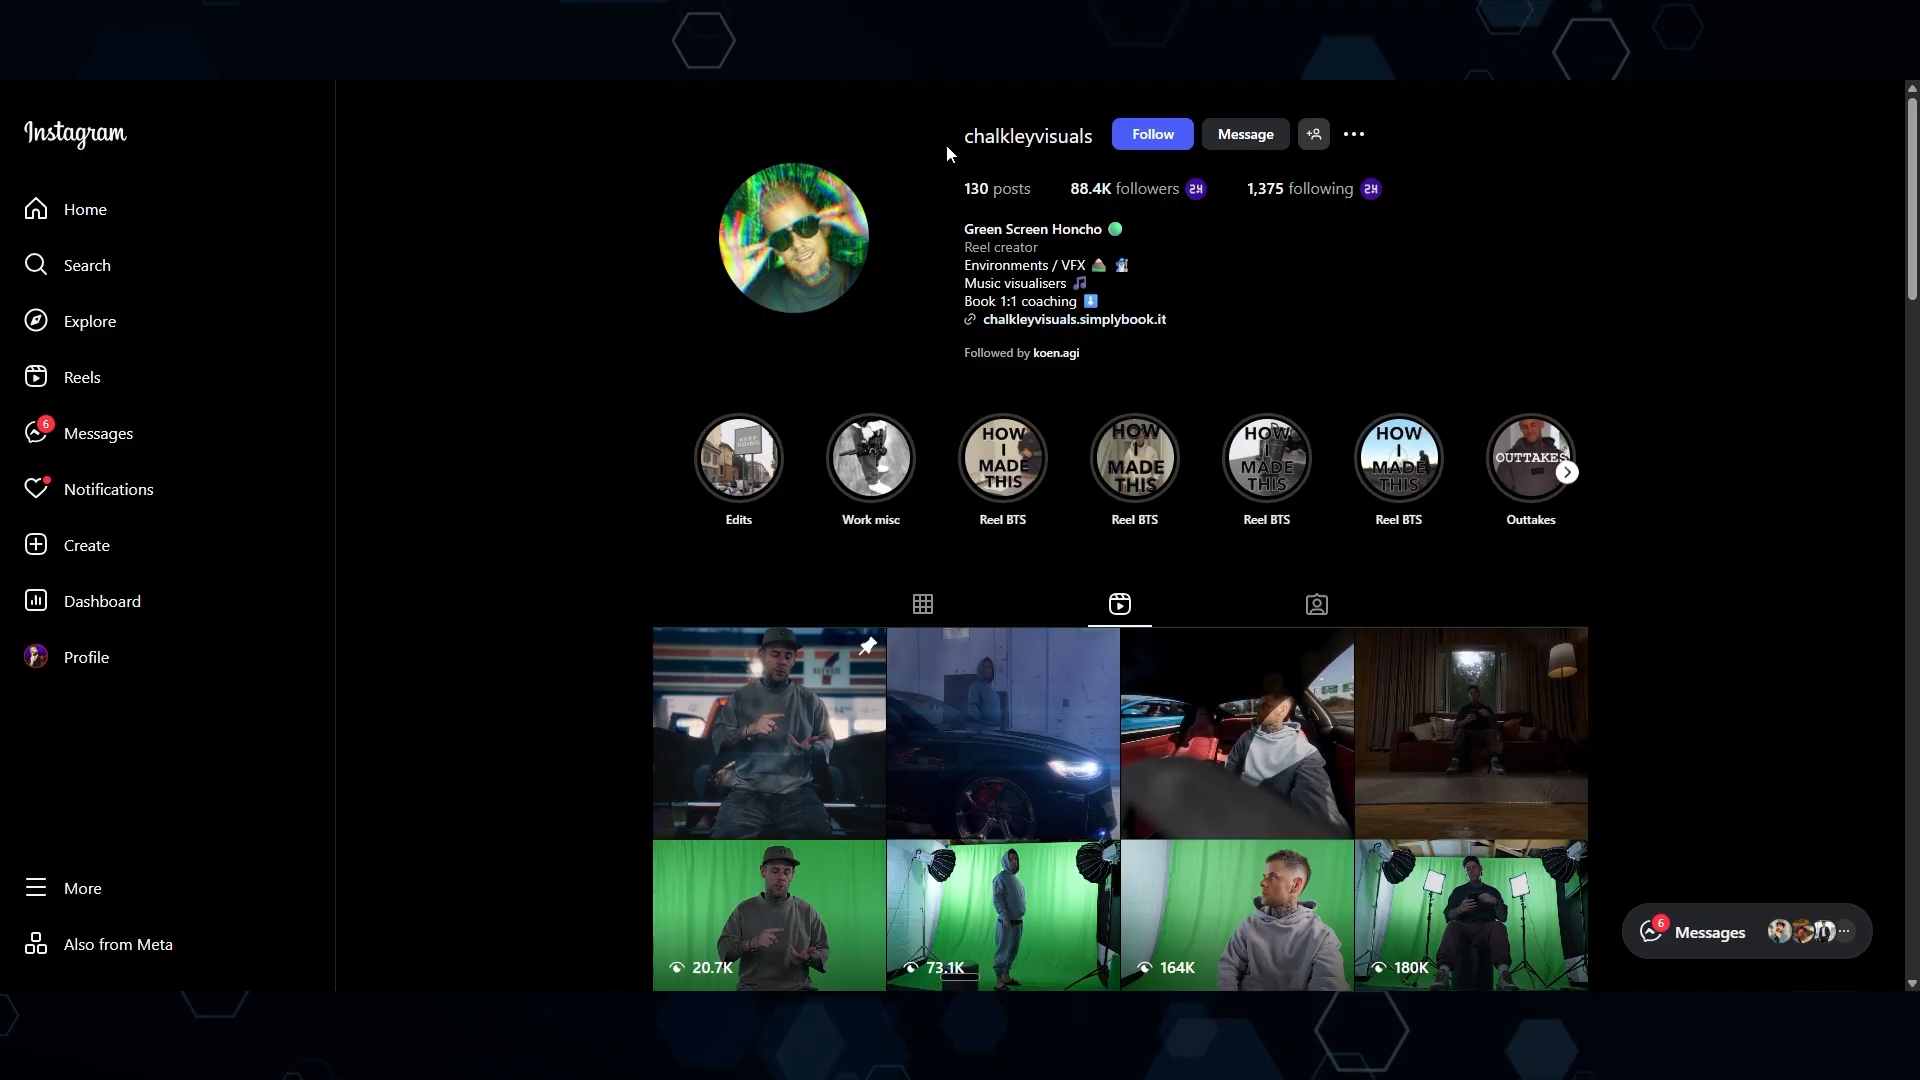 Instagram
Home
Search
Explore
Reels
6
Messages
Notifications
Create
Dashboard
Profile
More
Also from Meta
chalkleyvisuals
Follow
Message
130 posts
88.4K followers
1,375 following
Green Screen Honcho
Reel creator
Environments / VFX
Music visualisers
Book 1:1 coaching
chalkleyvisuals.simplybook.it
Followed by koen.agi
KEEP
HOW
I
MADE
THIS
HOW
I
MADE
THIS
HOW
I
MADE
THIS
HOW
I
MADE
THIS
OUTTAKES
Edits
Work misc
Reel BTS
Reel BTS
Reel BTS
Reel BTS
Outtakes
20.7K
73.1K
164K
180K
6
Messages